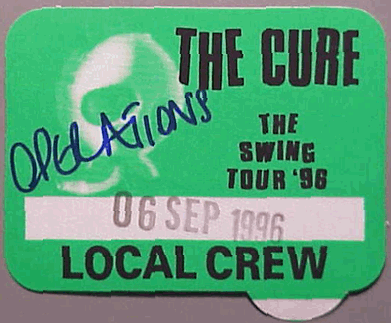 THE CURE
OPERATIONS
THE
SWING
TOUR '96
06 SEP 1996
LOCAL CREW